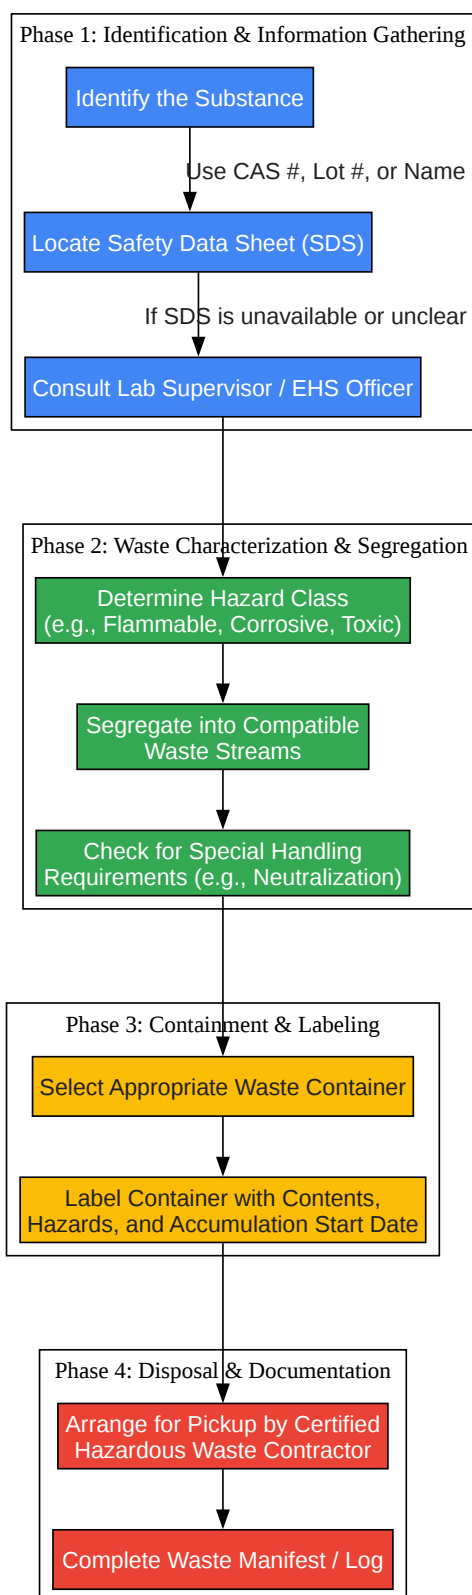 Phase 1: Identification & Information Gathering
Identify the Substance
Use CAS #, Lot #, or Name
Locate Safety Data Sheet (SDS)
If SDS is unavailable or unclear
Consult Lab Supervisor / EHS Officer
Phase 2: Waste Characterization & Segregation
Determine Hazard Class
(e.g., Flammable, Corrosive, Toxic)
Segregate into Compatible
Waste Streams
Check for Special Handling
Requirements (e.g., Neutralization)
Phase 3: Containment & Labeling
Select Appropriate Waste Container
Label Container with Contents,
Hazards, and Accumulation Start Date
Phase 4: Disposal & Documentation
Arrange for Pickup by Certified
Hazardous Waste Contractor
Complete Waste Manifest / Log